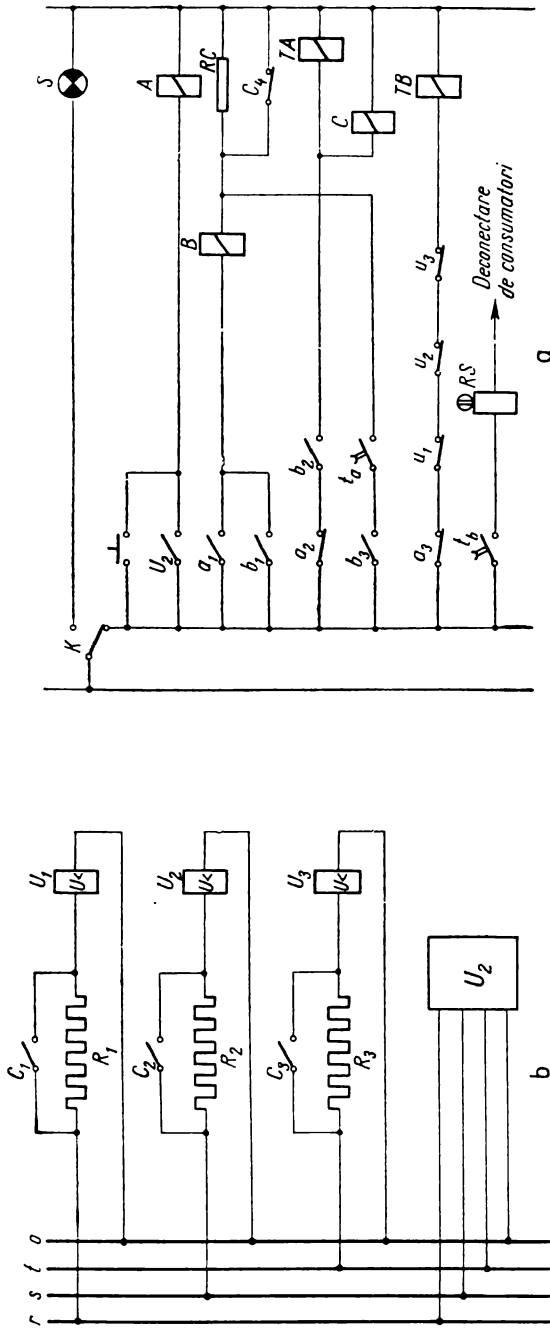 S
A
RC
C4
TA
C
TB
B
K
U2
a1
b1
a2
b2
b3
ta
a3
u1
u2
u3
tb
RS
Deconectare
de consumatori
a
r
s
t
o
C1
R1
U1
U<
C2
R2
U2
U<
C3
R3
U3
U<
U2
b